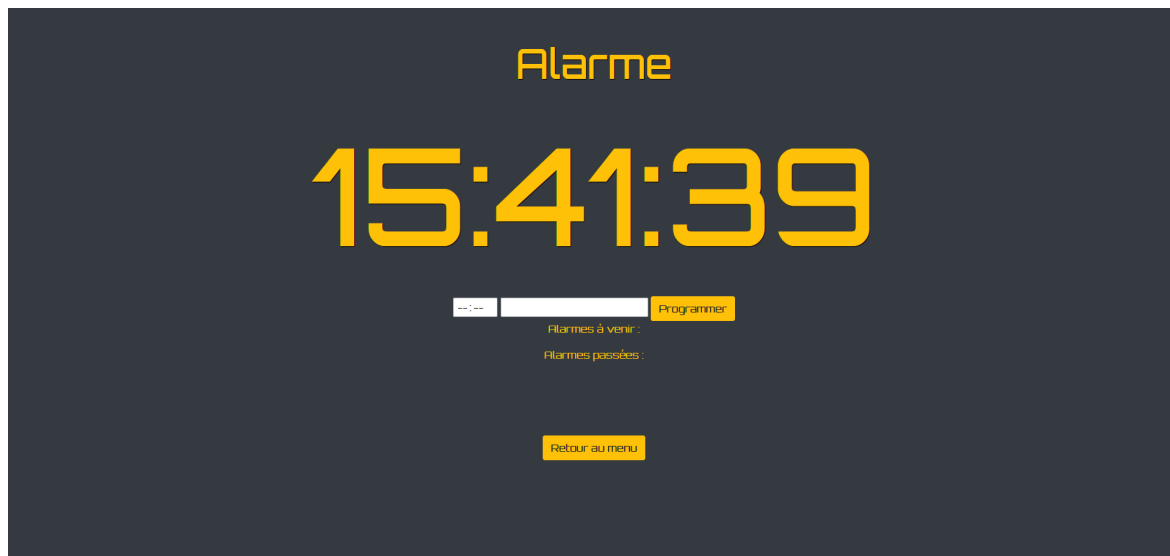 Alarme
15:41:39
--:-- Programmer
Alarmes à venir :
Alarmes passées :
Retour au menu